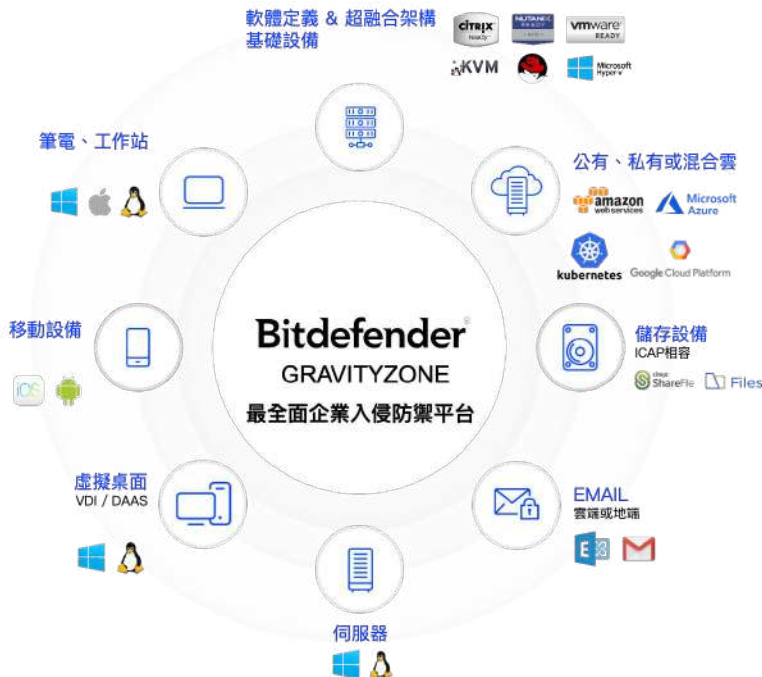 軟體定義 & 超融合架構
基礎設備
citrix
Ready
NUTANIX
READY
vmware
READY
KVM
Microsoft
Hyper-v
筆電、工作站
公有、私有或混合雲
amazon
web services
Microsoft
Azure
kubernetes
Google Cloud Platform
移動設備
iOS
Bitdefender
GRAVITYZONE
最全面企業入侵防禦平台
儲存設備
ICAP相容
citrix
ShareFile
Files
虛擬桌面
VDI / DAAS
EMAIL
雲端或地端
E
伺服器